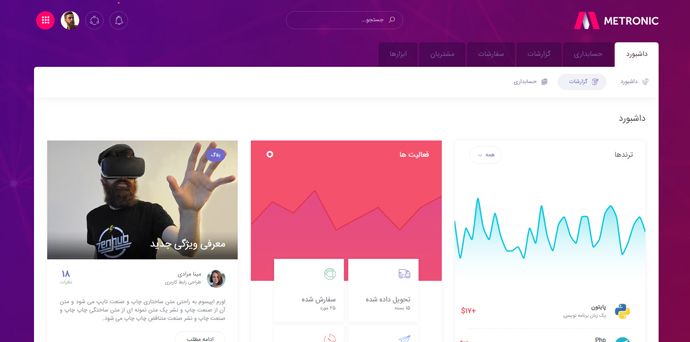 METRONIC
جستجو...
داشبورد
حسابداری
گزارشات
سفارشات
مشتریان
ابزارها
داشبورد
گزارشات
حسابداری
داشبورد
ترندها
همه
+$17
پایتون
یک زبان برنامه نویسی
Php
فعالیت ها
تحویل داده شده
15 بسته
سفارش شده
25 مورد
بلاگ
معرفی ویژگی جدید
مینا مرادی
طراحی رابط کاربری
18
نظرات
لورم ایپسوم به راحتی متن ساختاری چاپ و صنعت تایپ می شود و متن
آن از صنعت چاپ و نشر یک متن نمونه ای از متن ساختگی چاپ چاپ و
صنعت چاپ و نشر صنعت متناقص چاپ چاپ می شود.
ادامه مطلب